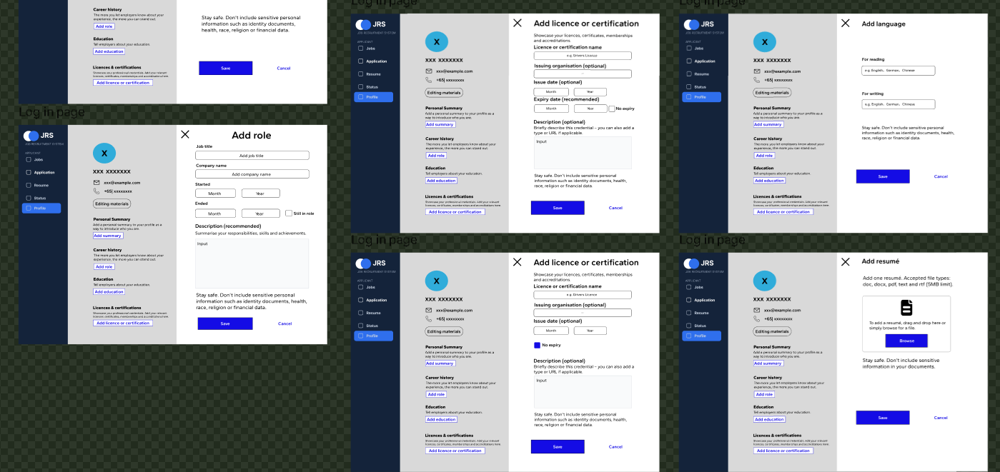 Career history
The more you let employers know about your
experience, the more you can stand out.
Add role
Education
Tell employers about your education.
Add education
Licences & certifications
Showcase your professional credentials. Add your relevant
licences, certificates, memberships and accreditations here.
Add licence or certification
Stay safe. Don't include sensitive personal
information such as identity documents,
health, race, religion or financial data.
Save
Cancel
Log in page
JRS
JOB RECRUITMENT SYSTEM
APPLICANT
Jobs
Application
Resume
Status
Profile
X
XXX XXXXXXX
xxx@example.com
+65| xxxxxxxx
Editing materials
Personal Summary
Add a personal summary to your profile as a
way to introduce who you are.
Add summary
Career history
The more you let employers know about your
experience, the more you can stand out.
Add role
Education
Tell employers about your education.
Add education
Licences & certifications
Showcase your professional credentials. Add your relevant
licences, certificates, memberships and accreditations here.
Add licence or certification
Add role
Job title
Add job title
Company name
Add company name
Started
Month
Year
Ended
Month
Year
Still in role
Description (recommended)
Summarise your responsibilities, skills and achievements.
Input
Stay safe. Don't include sensitive personal
information such as identity documents, health,
race, religion or financial data.
Save
Cancel
Log in page
JRS
JOB RECRUITMENT SYSTEM
APPLICANT
Jobs
Application
Resume
Status
Profile
X
XXX XXXXXXX
xxx@example.com
+65| xxxxxxxx
Editing materials
Personal Summary
Add a personal summary to your profile as a
way to introduce who you are.
Add summary
Career history
The more you let employers know about your
experience, the more you can stand out.
Add role
Education
Tell employers about your education.
Add education
Licences & certifications
Showcase your professional credentials. Add your relevant
licences, certificates, memberships and accreditations here.
Add licence or certification
Add licence or certification
Showcase your licences, certificates, memberships
and accreditations.
Licence or certification name
e.g. Drivers Licence
Issuing organisation (optional)
Issue date (optional)
Month
Year
Expiry date (recommended)
Month
Year
No expiry
Description (optional)
Briefly describe this credential – you can also add a
type or URL if applicable.
Input
Stay safe. Don't include sensitive personal
information such as identity documents,
health, race, religion or financial data.
Save
Cancel
Log in page
JRS
JOB RECRUITMENT SYSTEM
APPLICANT
Jobs
Application
Resume
Status
Profile
X
XXX XXXXXXX
xxx@example.com
+65| xxxxxxxx
Editing materials
Personal Summary
Add a personal summary to your profile as a
way to introduce who you are.
Add summary
Career history
The more you let employers know about your
experience, the more you can stand out.
Add role
Education
Tell employers about your education.
Add education
Licences & certifications
Showcase your professional credentials. Add your relevant
licences, certificates, memberships and accreditations here.
Add licence or certification
Add licence or certification
Showcase your licences, certificates, memberships
and accreditations.
Licence or certification name
e.g. Drivers Licence
Issuing organisation (optional)
Issue date (optional)
Month
Year
No expiry
Description (optional)
Briefly describe this credential – you can also add a
type or URL if applicable.
Input
Stay safe. Don't include sensitive personal
information such as identity documents,
health, race, religion or financial data.
Save
Cancel
Log in page
JRS
JOB RECRUITMENT SYSTEM
APPLICANT
Jobs
Application
Resume
Status
Profile
X
XXX XXXXXXX
xxx@example.com
+65| xxxxxxxx
Editing materials
Personal Summary
Add a personal summary to your profile as a
way to introduce who you are.
Add summary
Career history
The more you let employers know about your
experience, the more you can stand out.
Add role
Education
Tell employers about your education.
Add education
Licences & certifications
Showcase your professional credentials. Add your relevant
licences, certificates, memberships and accreditations here.
Add licence or certification
Add language
For reading
e.g. English, German, Chinese
For writing
e.g. English, German, Chinese
Stay safe. Don't include sensitive personal
information such as identity documents, health,
race, religion or financial data.
Save
Cancel
Log in page
JRS
JOB RECRUITMENT SYSTEM
APPLICANT
Jobs
Application
Resume
Status
Profile
X
XXX XXXXXXX
xxx@example.com
+65| xxxxxxxx
Editing materials
Personal Summary
Add a personal summary to your profile as a
way to introduce who you are.
Add summary
Career history
The more you let employers know about your
experience, the more you can stand out.
Add role
Education
Tell employers about your education.
Add education
Licences & certifications
Showcase your professional credentials. Add your relevant
licences, certificates, memberships and accreditations here.
Add licence or certification
Add resumé
Add one resumé. Accepted file types:
doc, docx, pdf, text and rtf (5MB limit).
To add a resumé, drag and drop here or
simply browse for a file.
Browse
Stay safe. Don't include sensitive
information in your documents.
Save
Cancel